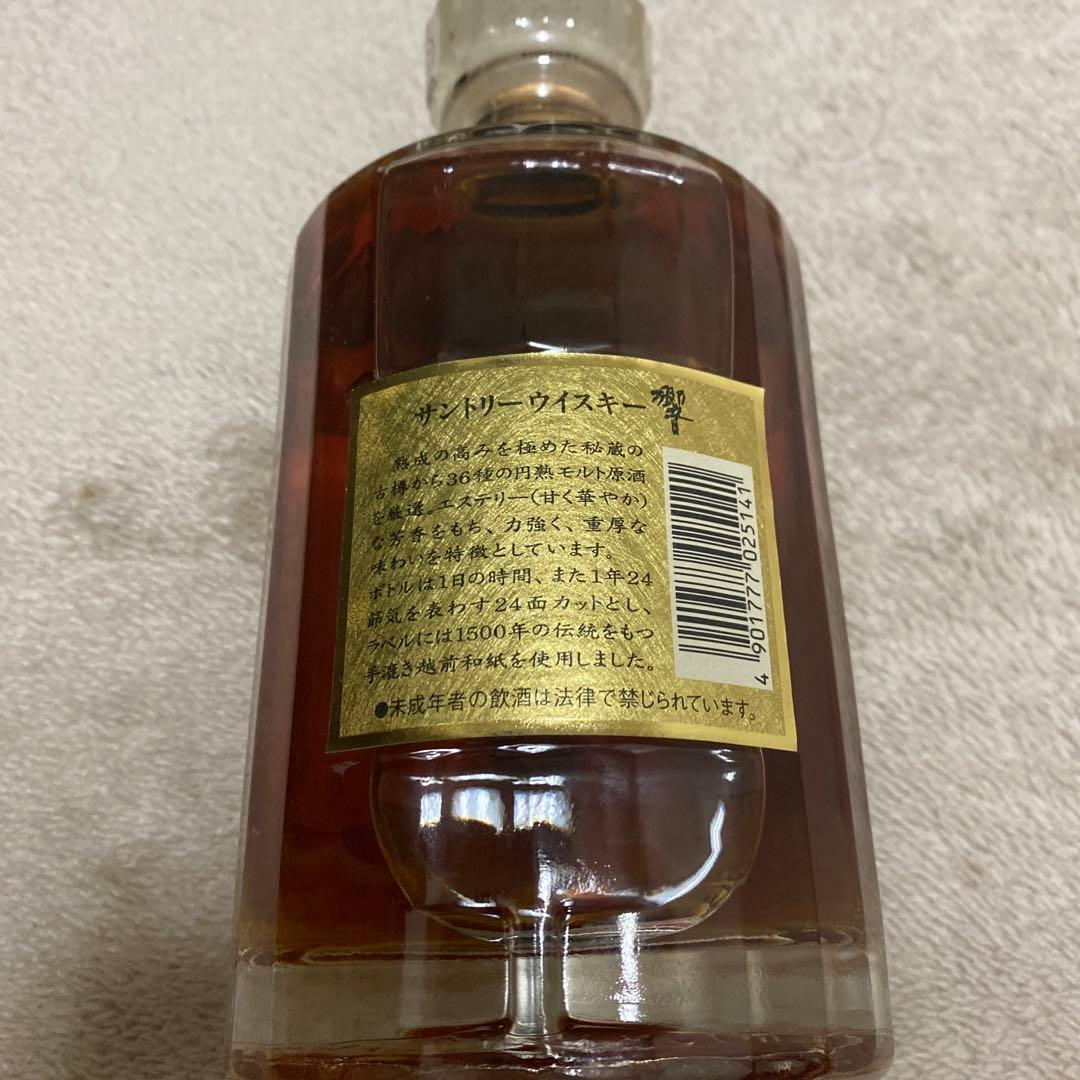 サントリーウイスキー 響
熟成の高みを極めた秘蔵の
古樽から36種の円熟モルト原酒
を厳選。エステリー(甘く華やか)
な芳香をもち、力強く、重厚な
味わいを特徴としています。
ボトルは1日の時間、また1年24
節気を表わす24面カットとし、
ラベルには1500年の伝統をもつ
手漉き越前和紙を使用しました。
●未成年者の飲酒は法律で禁じられています。
4 901777 025141